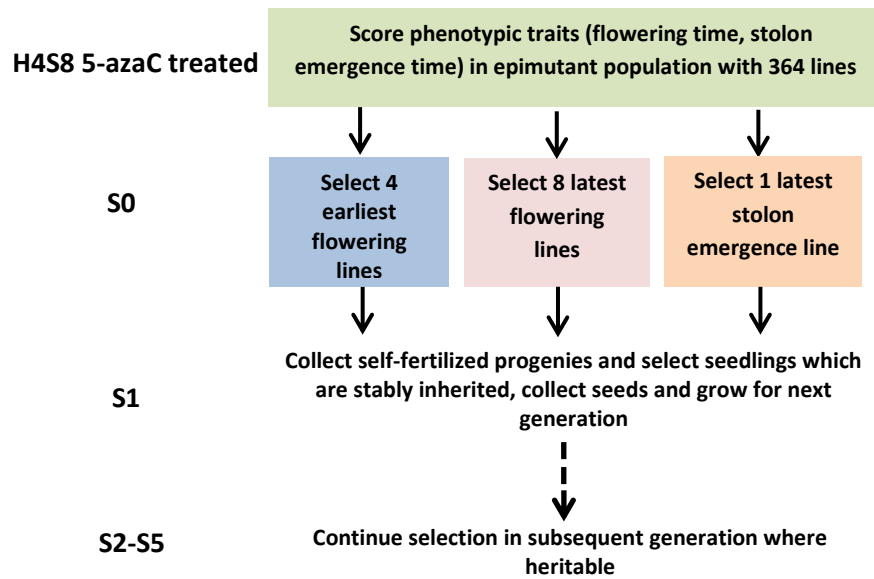 H4S8 5-azaC treated
Score phenotypic traits (flowering time, stolon
emergence time) in epimutant population with 364 lines
S0
Select 4
earliest
flowering
lines
Select 8 latest
flowering
lines
Select 1 latest
stolon
emergence line
S1
Collect self-fertilized progenies and select seedlings which
are stably inherited, collect seeds and grow for next
generation
S2-S5
Continue selection in subsequent generation where
heritable